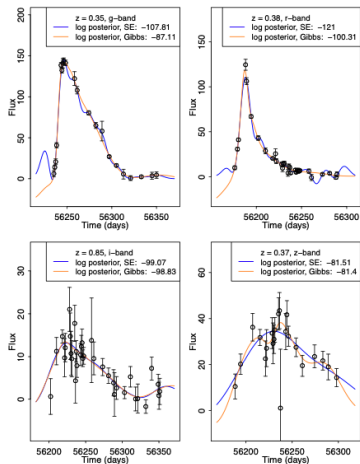 z = 0.35, g-band
log posterior, SE: -107.81
log posterior, Gibbs: -87.11
Flux
0 50 100 150 200
56250 56300 56350
Time (days)
z = 0.38, r-band
log posterior, SE: -121
log posterior, Gibbs: -100.31
Flux
0 50 100 150 200
56200 56250 56300
Time (days)
z = 0.85, i-band
log posterior, SE: -99.07
log posterior, Gibbs: -98.83
Flux
0 10 20 30
56200 56250 56300 56350
Time (days)
z = 0.37, z-band
log posterior, SE: -81.51
log posterior, Gibbs: -81.4
Flux
0 20 40 60
56200 56250 56300
Time (days)